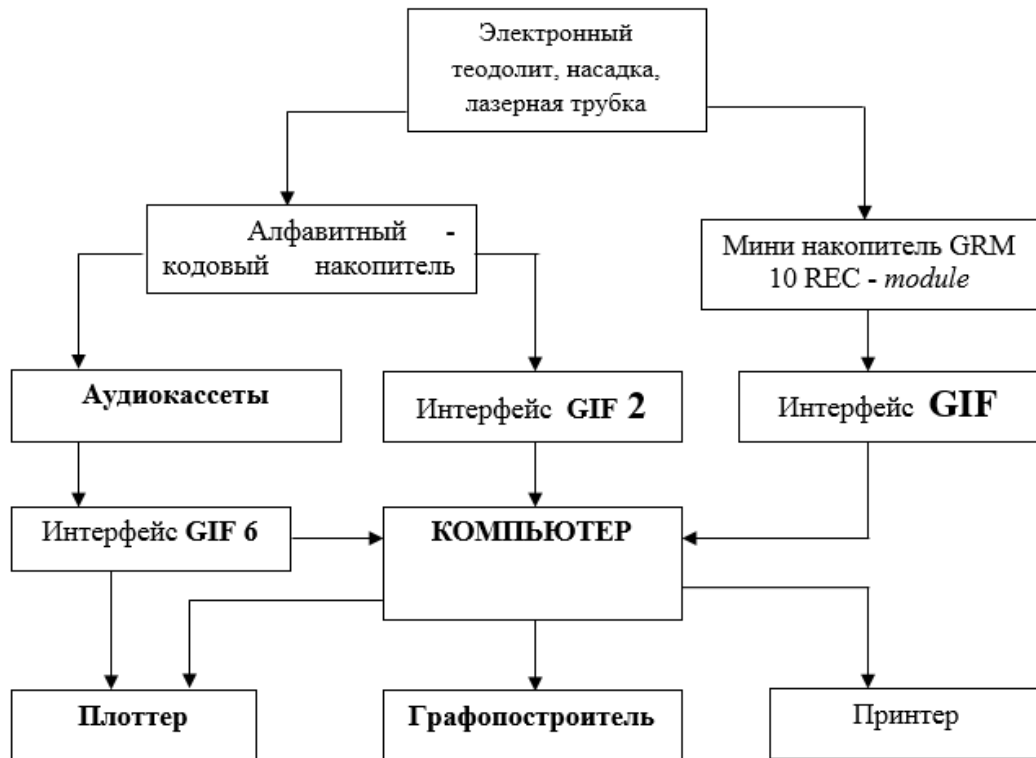 Электронный
теодолит, насадка,
лазерная трубка
Алфавитный -
кодовый накопитель
Мини накопитель GRM
10 REC - module
Аудиокассеты
Интерфейс GIF 2
Интерфейс GIF
Интерфейс GIF 6
КОМПЬЮТЕР
Плоттер
Графопостроитель
Принтер